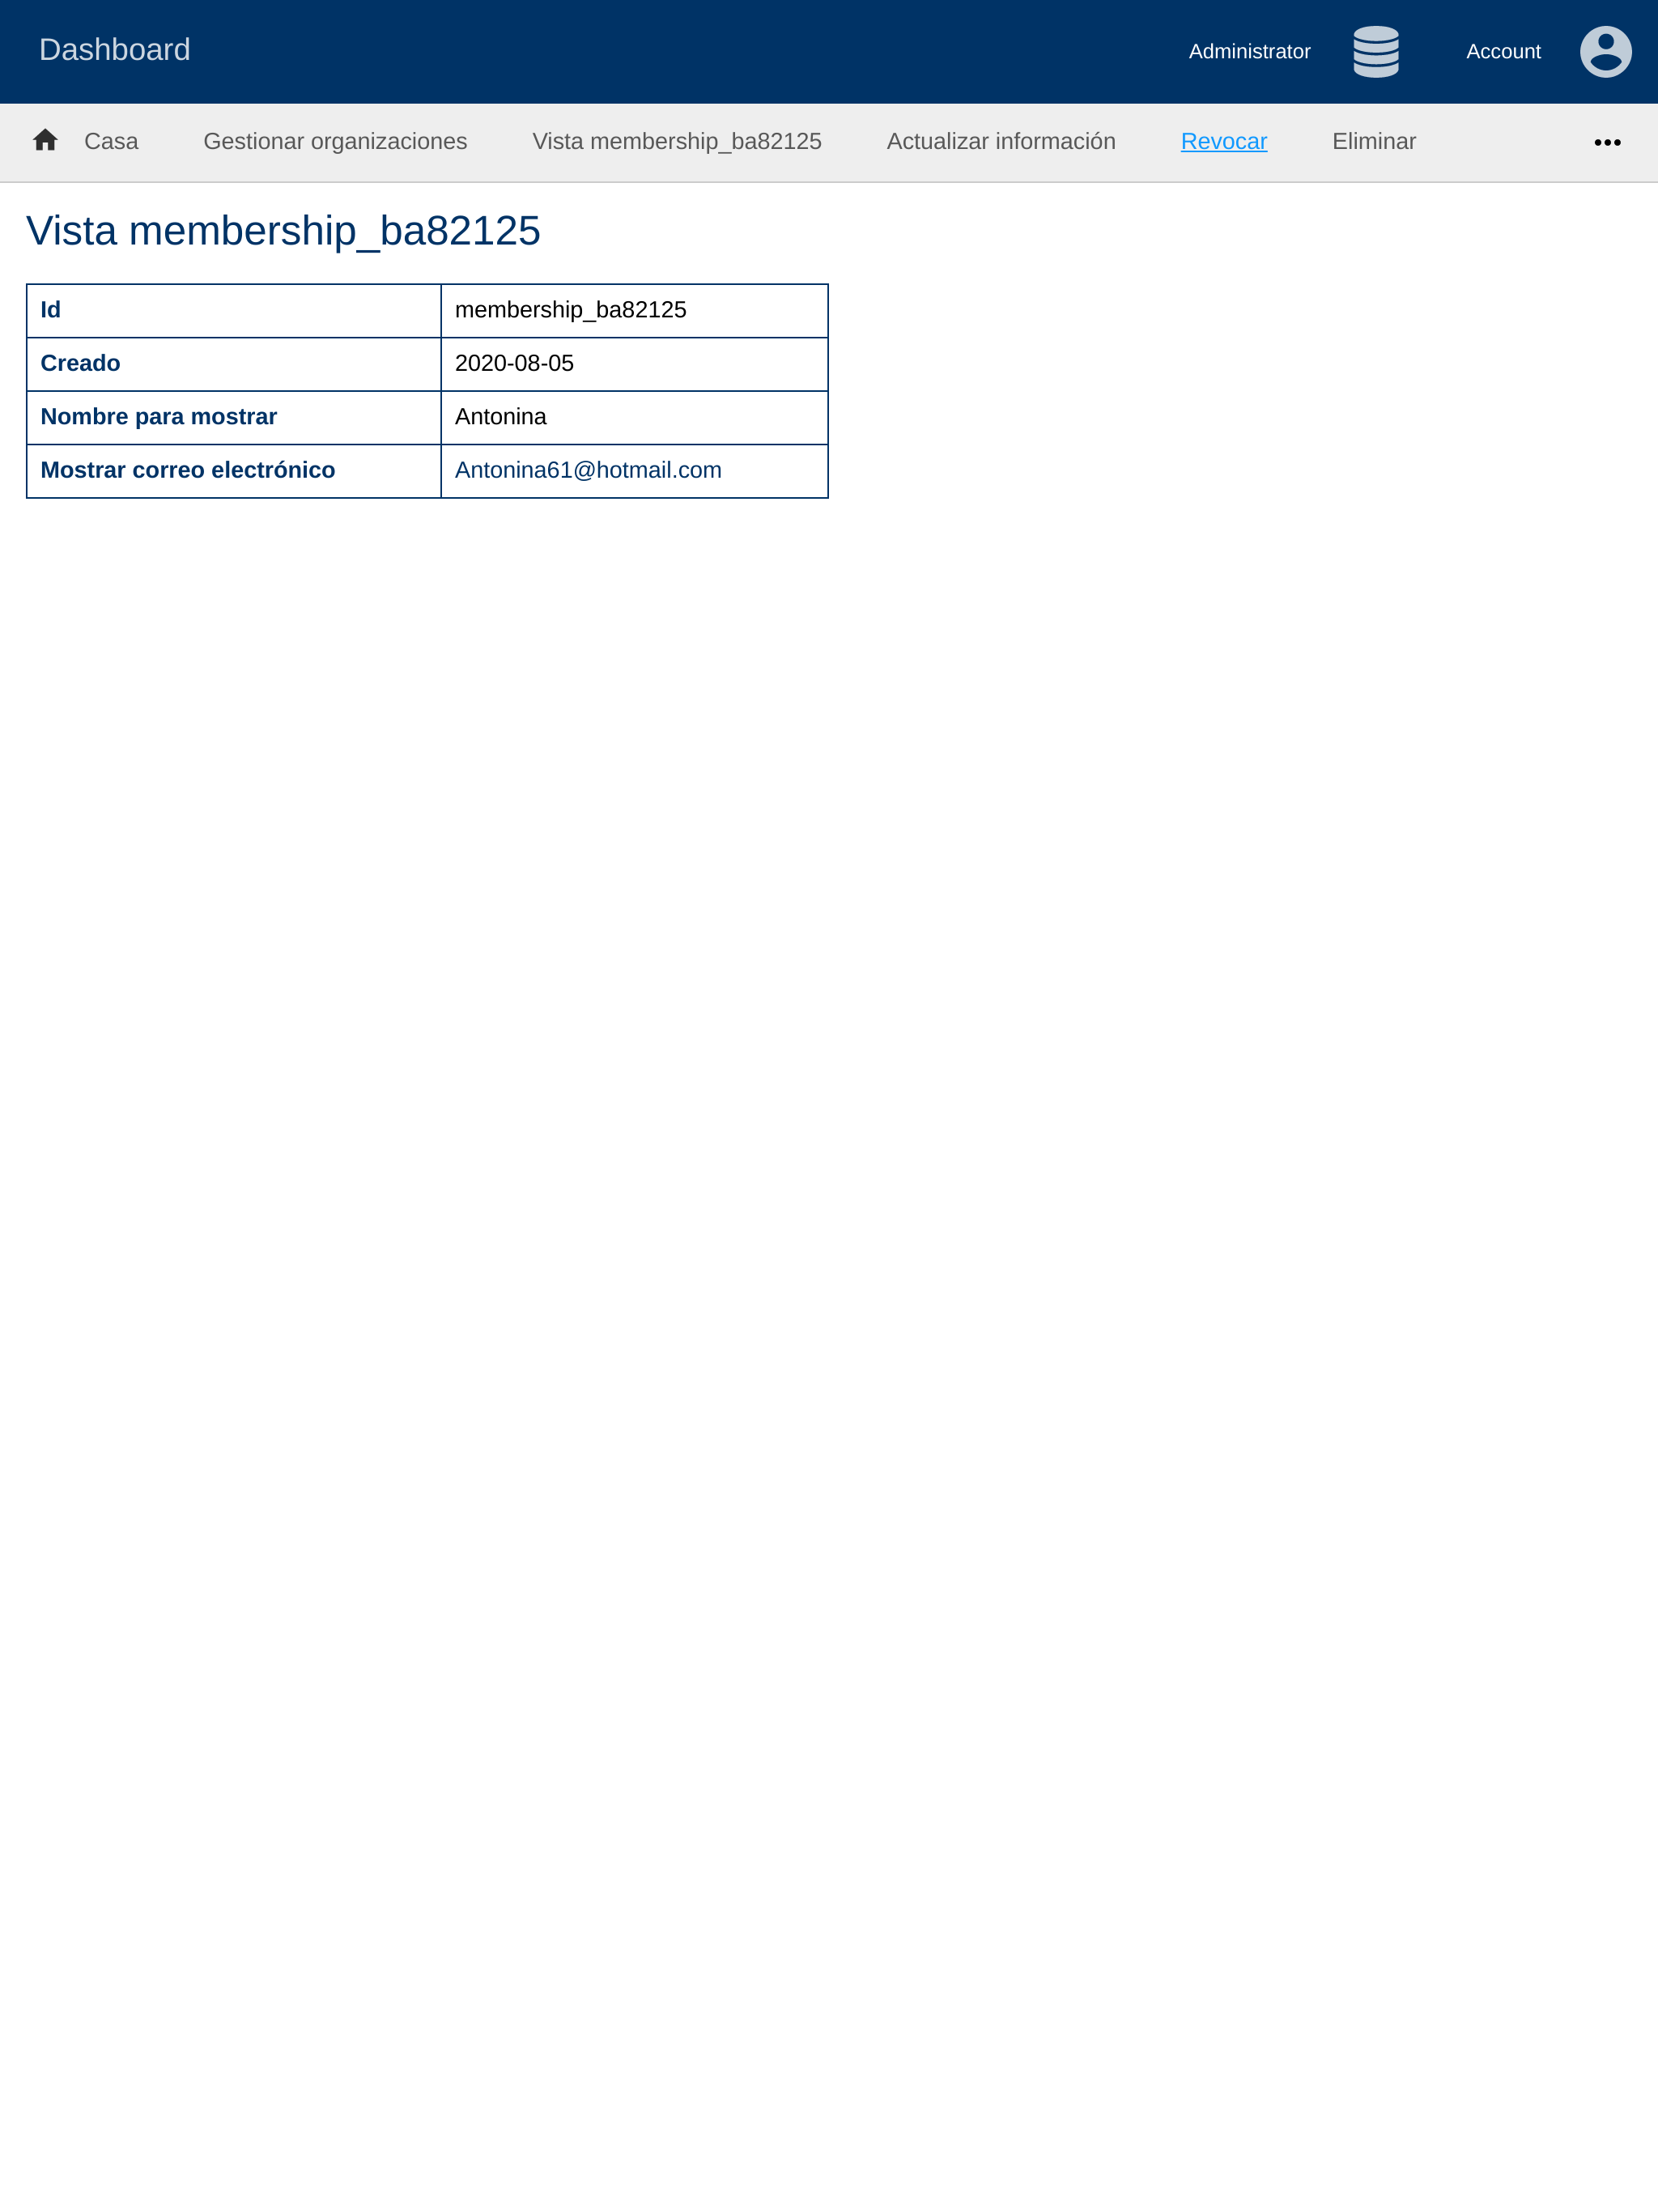 Dashboard Administrator Account
Casa Gestionar organizaciones Vista membership_ba82125 Actualizar información Revocar Eliminar
Vista membership_ba82125
Id membership_ba82125
Creado 2020-08-05
Nombre para mostrar Antonina
Mostrar correo electrónico Antonina61@hotmail.com